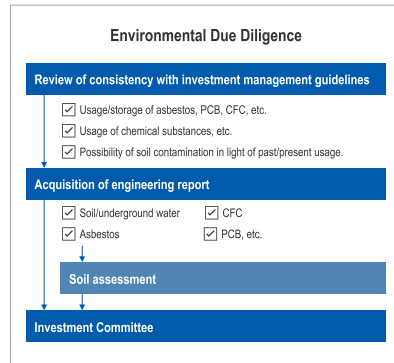 Environmental Due Diligence
Review of consistency with investment management guidelines
Usage/storage of asbestos, PCB, CFC, etc.
Usage of chemical substances, etc.
Possibility of soil contamination in light of past/present usage.
Acquisition of engineering report
Soil/underground water CFC
Asbestos PCB, etc.
Soil assessment
Investment Committee